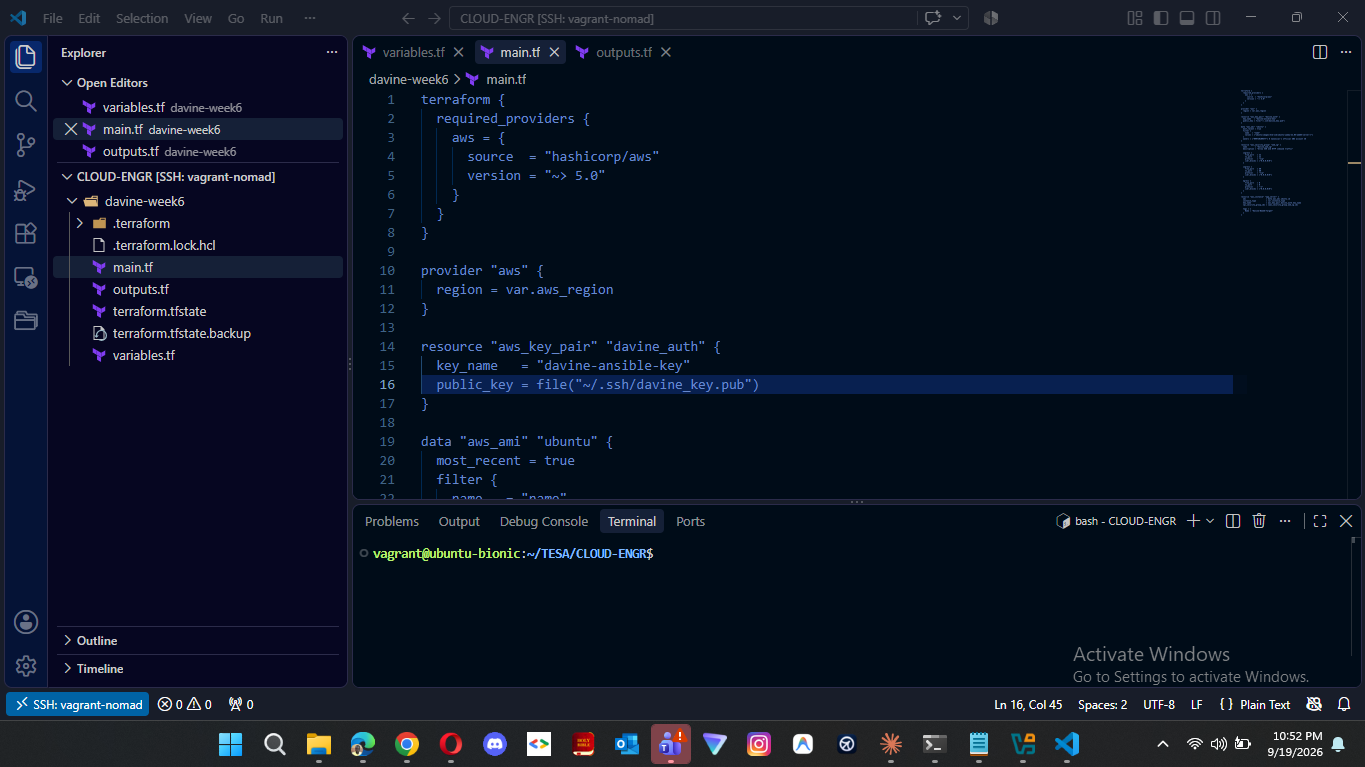 File Edit Selection View Go Run ···
CLOUD-ENGR [SSH: vagrant-nomad]
Explorer
Open Editors
variables.tf davine-week6
main.tf davine-week6
outputs.tf davine-week6
CLOUD-ENGR [SSH: vagrant-nomad]
davine-week6
.terraform
.terraform.lock.hcl
main.tf
outputs.tf
terraform.tfstate
terraform.tfstate.backup
variables.tf
Outline
Timeline
variables.tf main.tf outputs.tf
davine-week6 > main.tf
1 terraform {
2 required_providers {
3 aws = {
4 source = "hashicorp/aws"
5 version = "~> 5.0"
6 }
7 }
8 }
9
10 provider "aws" {
11 region = var.aws_region
12 }
13
14 resource "aws_key_pair" "davine_auth" {
15 key_name = "davine-ansible-key"
16 public_key = file("~/.ssh/davine_key.pub")
17 }
18
19 data "aws_ami" "ubuntu" {
20 most_recent = true
21 filter {
22 name = "name"
Problems Output Debug Console Terminal Ports
bash - CLOUD-ENGR
vagrant@ubuntu-bionic:~/TESA/CLOUD-ENGR$
Activate Windows
Go to Settings to activate Windows.
SSH: vagrant-nomad 0 0 0
Ln 16, Col 45 Spaces: 2 UTF-8 LF { } Plain Text
HOLY BIBLE
10:52 PM
9/19/2026